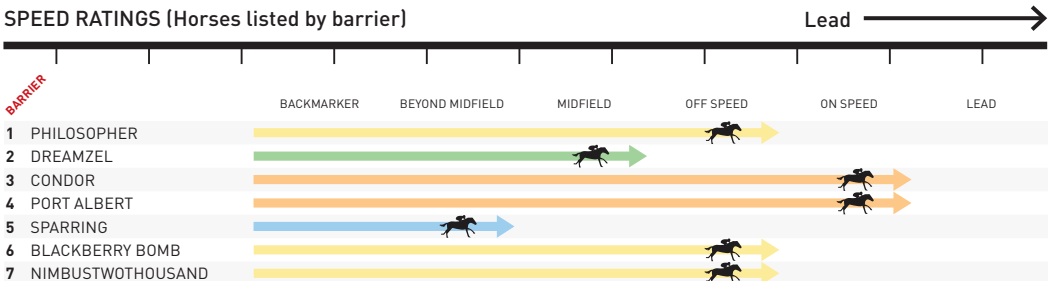 SPEED RATINGS (Horses listed by barrier) Lead
BARRIER BACKMARKER BEYOND MIDFIELD MIDFIELD OFF SPEED ON SPEED LEAD
1 PHILOSOPHER
2 DREAMZEL
3 CONDOR
4 PORT ALBERT
5 SPARRING
6 BLACKBERRY BOMB
7 NIMBUSTWOTHOUSAND